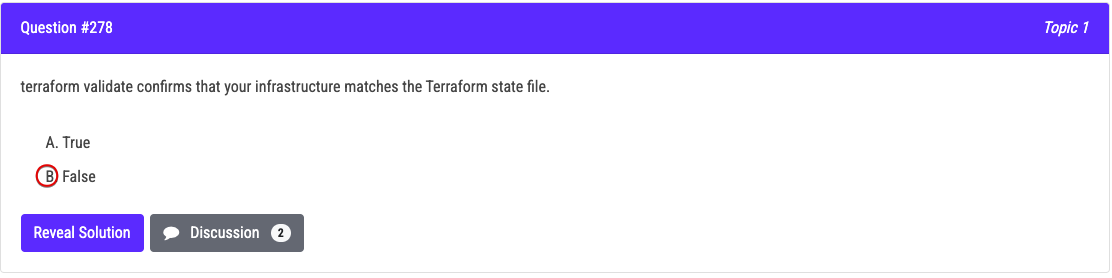 Question #278
Topic 1
terraform validate confirms that your infrastructure matches the Terraform state file.
A. True
B False
Reveal Solution
Discussion 2